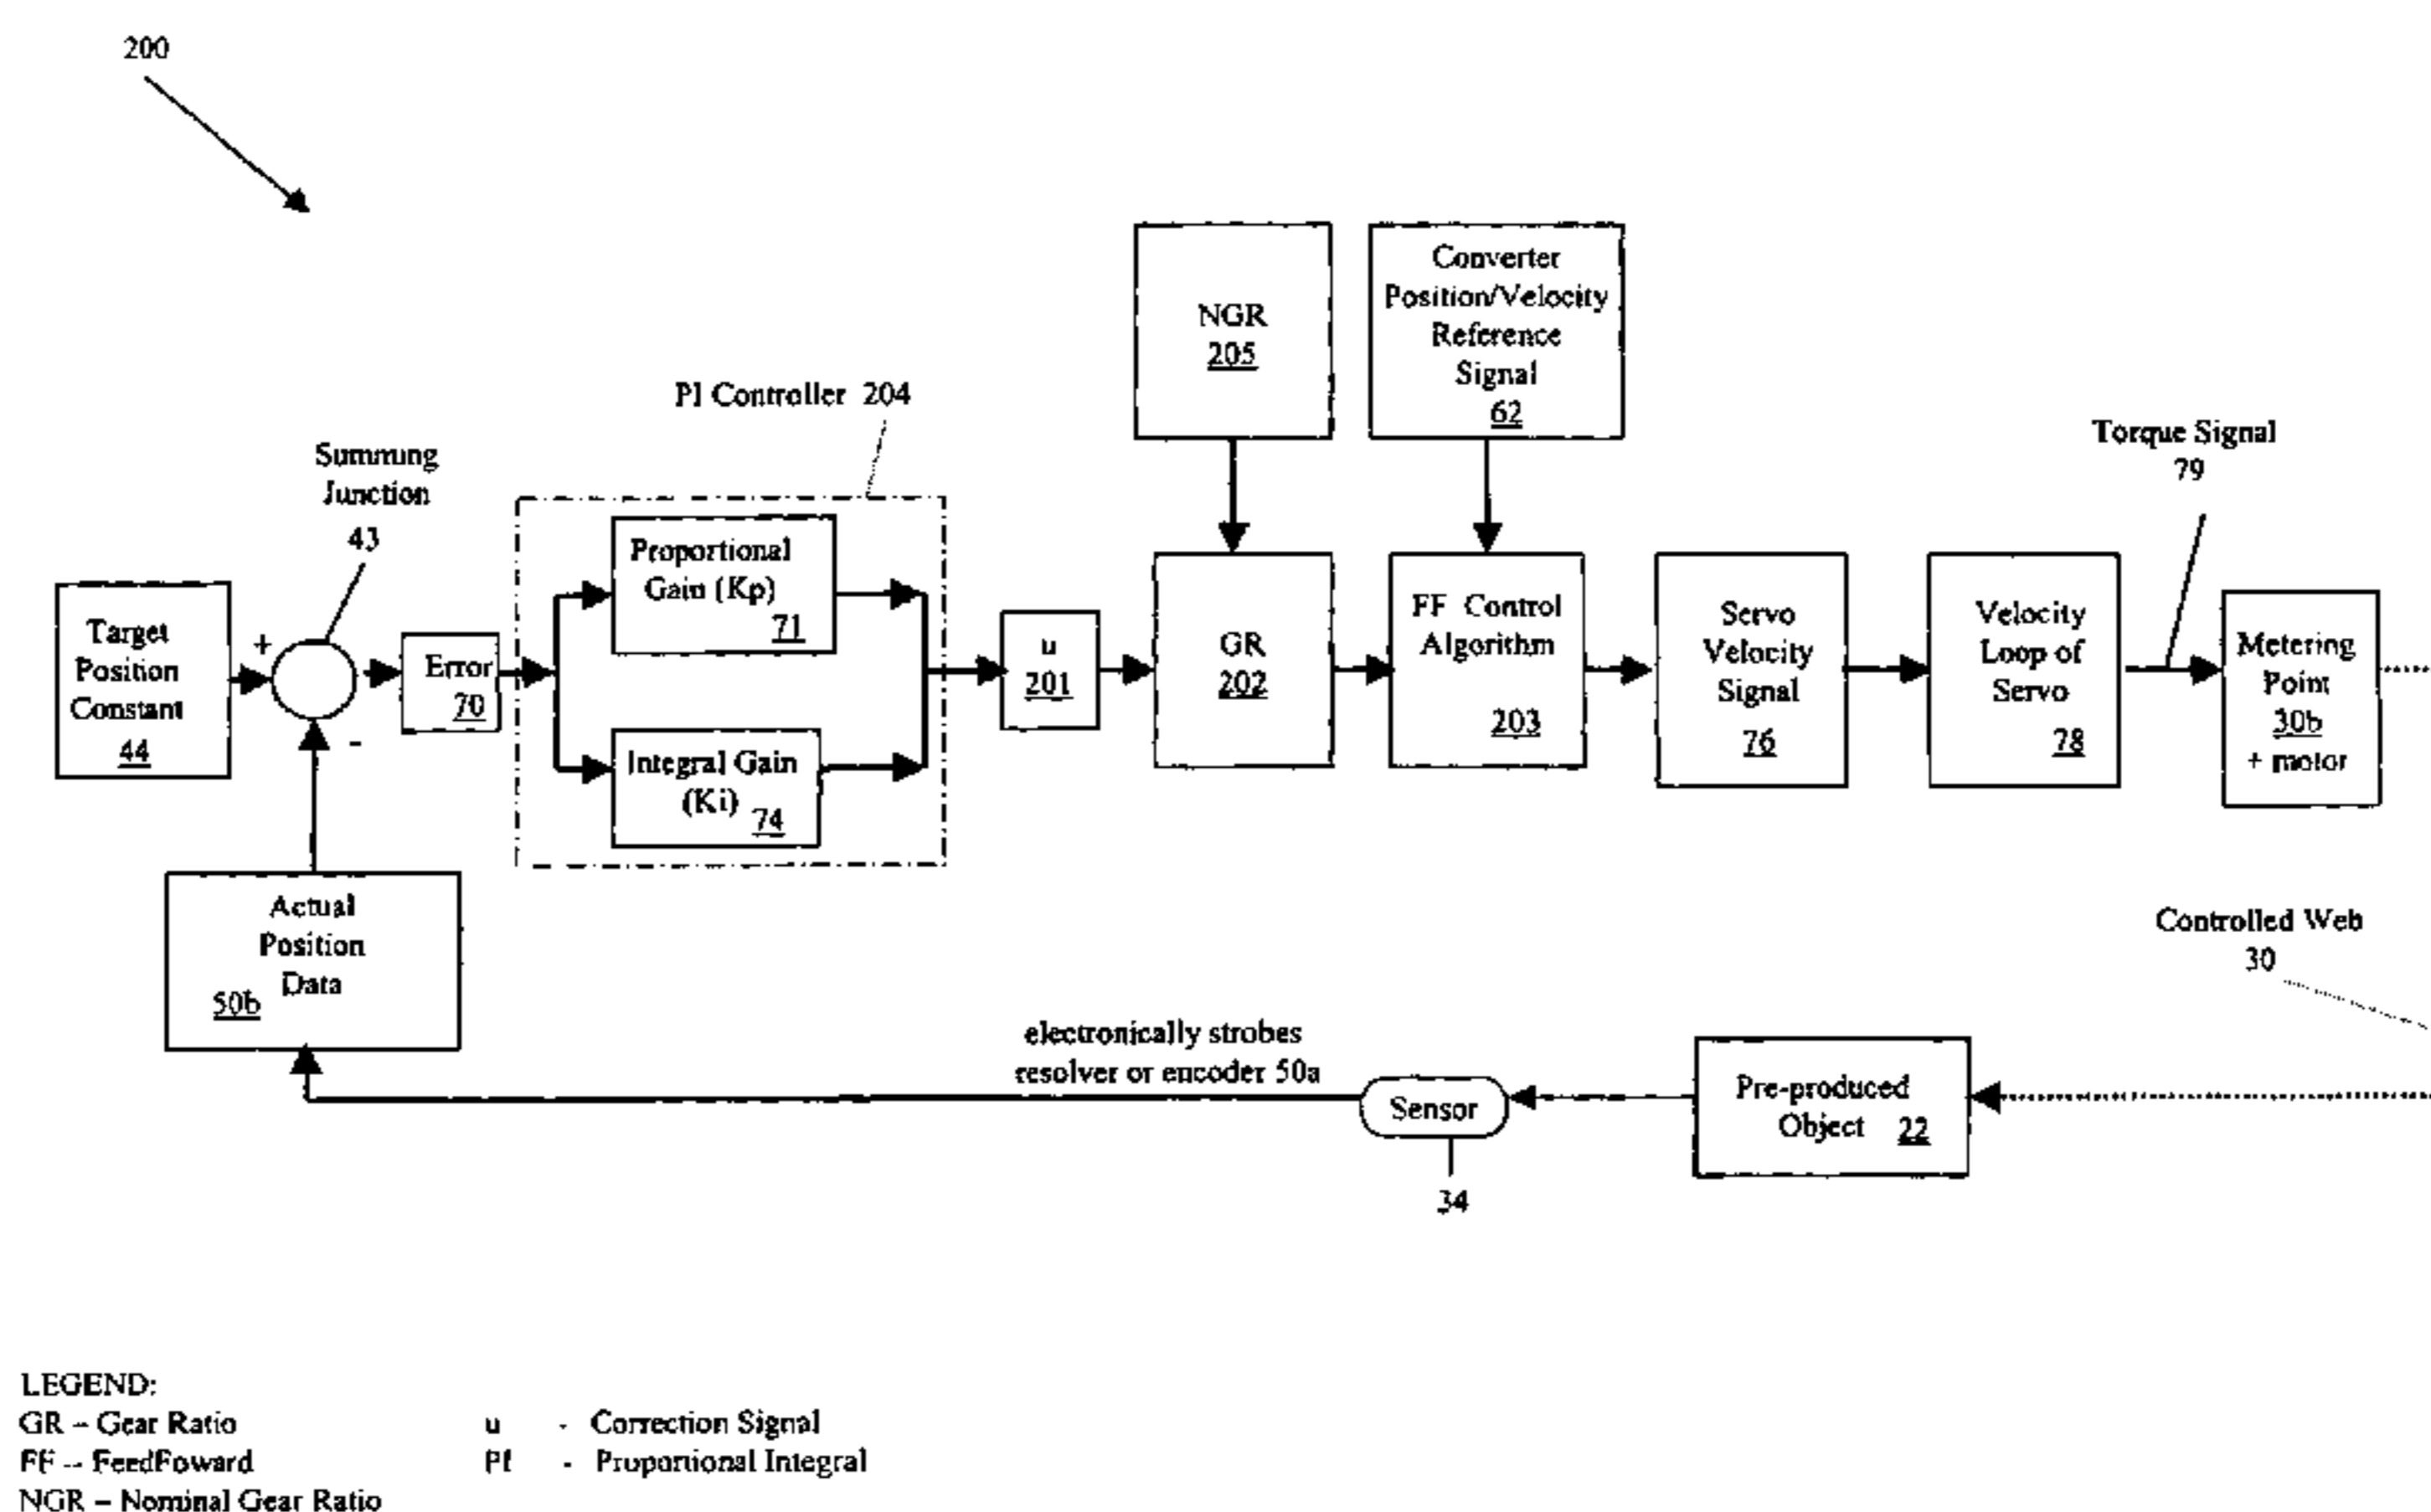 200
NGR
205
Converter
Position/Velocity
Reference
Signal
62
PI Controller 204
Torque Signal
79
Summing
Junction
43
Target
Position
Constant
44
+
-
Error
70
Proportional
Gain (Kp)
71
Integral Gain
(Ki) 74
u
201
GR
202
FF Control
Algorithm
203
Servo
Velocity
Signal
76
Velocity
Loop of
Servo
78
Metering
Point
30b
+ motor
Actual
Position
Data
50b
Controlled Web
30
electronically strobes
resolver or encoder 50a
Sensor
34
Pre-produced
Object 22
LEGEND:
GR – Gear Ratio
u - Correction Signal
FF -- FeedFoward
PI - Proportional Integral
NGR – Nominal Gear Ratio